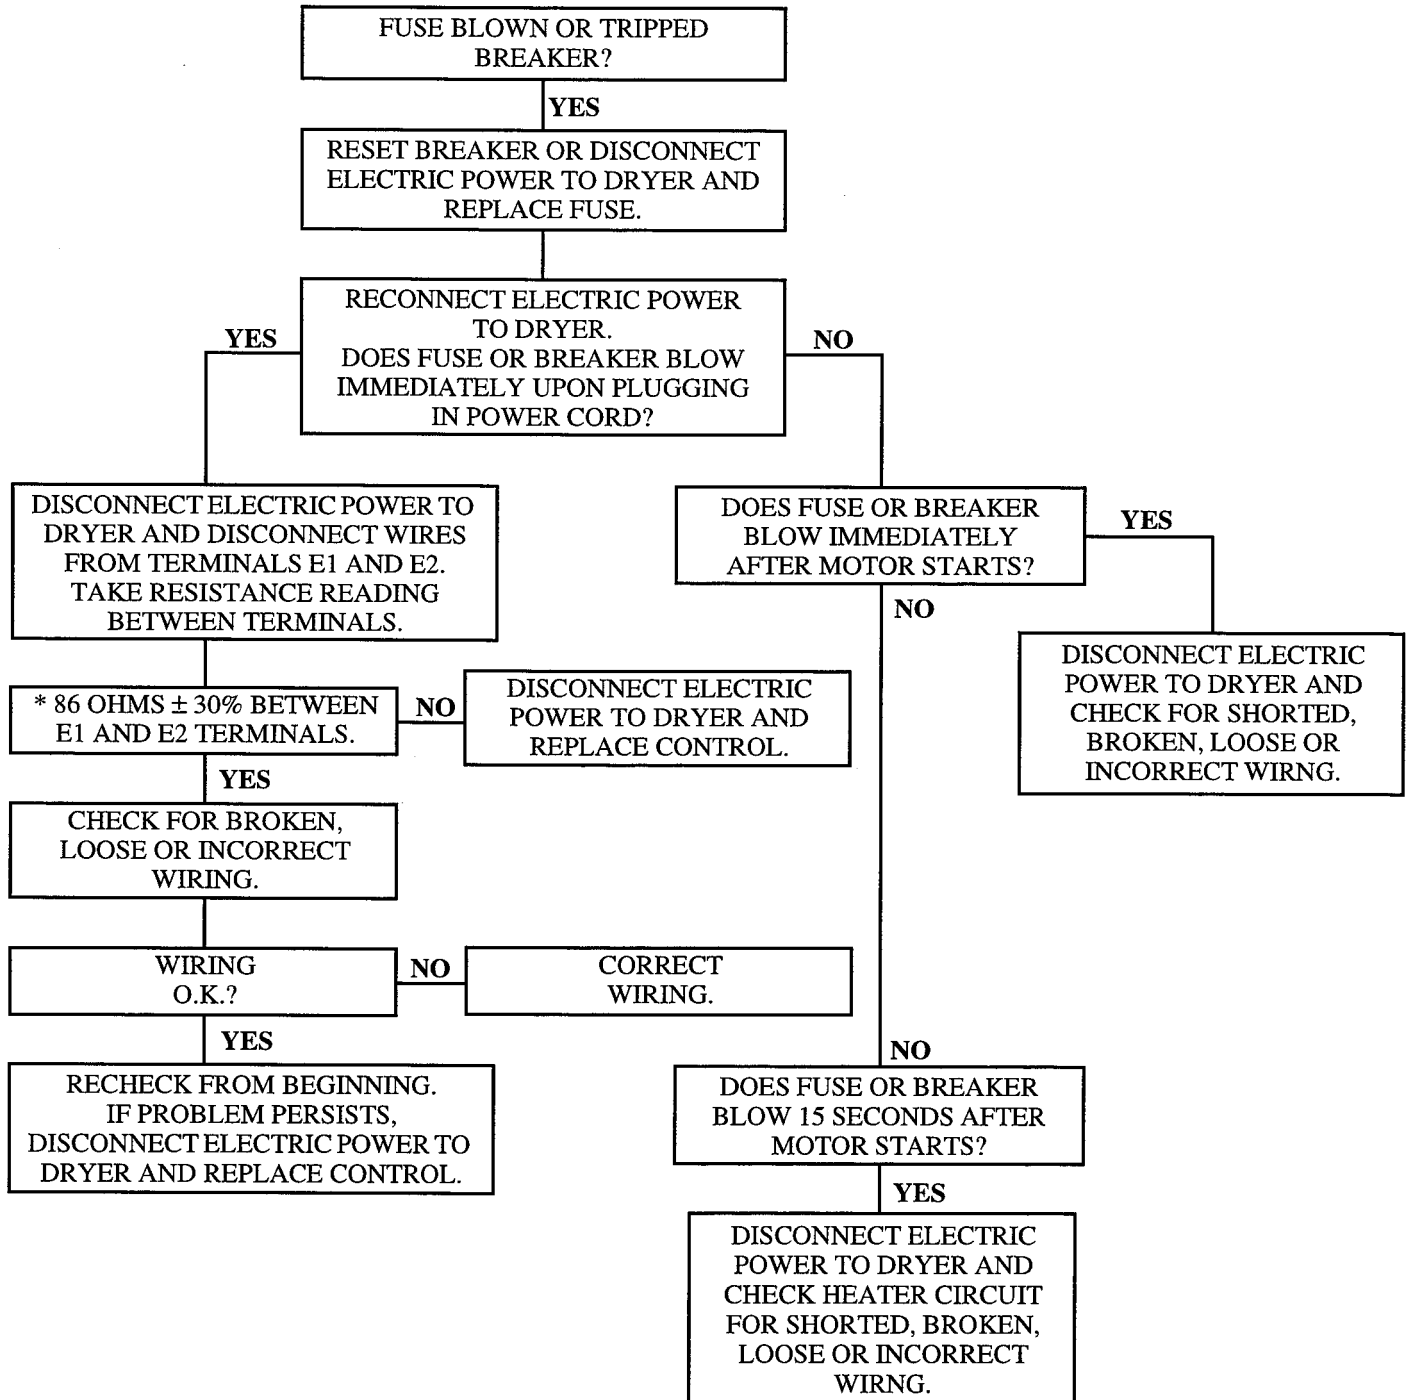 FUSE BLOWN OR TRIPPED
BREAKER?
YES
RESET BREAKER OR DISCONNECT
ELECTRIC POWER TO DRYER AND
REPLACE FUSE.
RECONNECT ELECTRIC POWER
TO DRYER.
DOES FUSE OR BREAKER BLOW
IMMEDIATELY UPON PLUGGING
IN POWER CORD?
YES
NO
DISCONNECT ELECTRIC POWER TO
DRYER AND DISCONNECT WIRES
FROM TERMINALS E1 AND E2.
TAKE RESISTANCE READING
BETWEEN TERMINALS.
* 86 OHMS ± 30% BETWEEN
E1 AND E2 TERMINALS.
NO
DISCONNECT ELECTRIC
POWER TO DRYER AND
REPLACE CONTROL.
YES
CHECK FOR BROKEN,
LOOSE OR INCORRECT
WIRING.
WIRING
O.K.?
NO
CORRECT
WIRING.
YES
RECHECK FROM BEGINNING.
IF PROBLEM PERSISTS,
DISCONNECT ELECTRIC POWER TO
DRYER AND REPLACE CONTROL.
DOES FUSE OR BREAKER
BLOW IMMEDIATELY
AFTER MOTOR STARTS?
YES
DISCONNECT ELECTRIC
POWER TO DRYER AND
CHECK FOR SHORTED,
BROKEN, LOOSE OR
INCORRECT WIRNG.
NO
NO
DOES FUSE OR BREAKER
BLOW 15 SECONDS AFTER
MOTOR STARTS?
YES
DISCONNECT ELECTRIC
POWER TO DRYER AND
CHECK HEATER CIRCUIT
FOR SHORTED, BROKEN,
LOOSE OR INCORRECT
WIRNG.